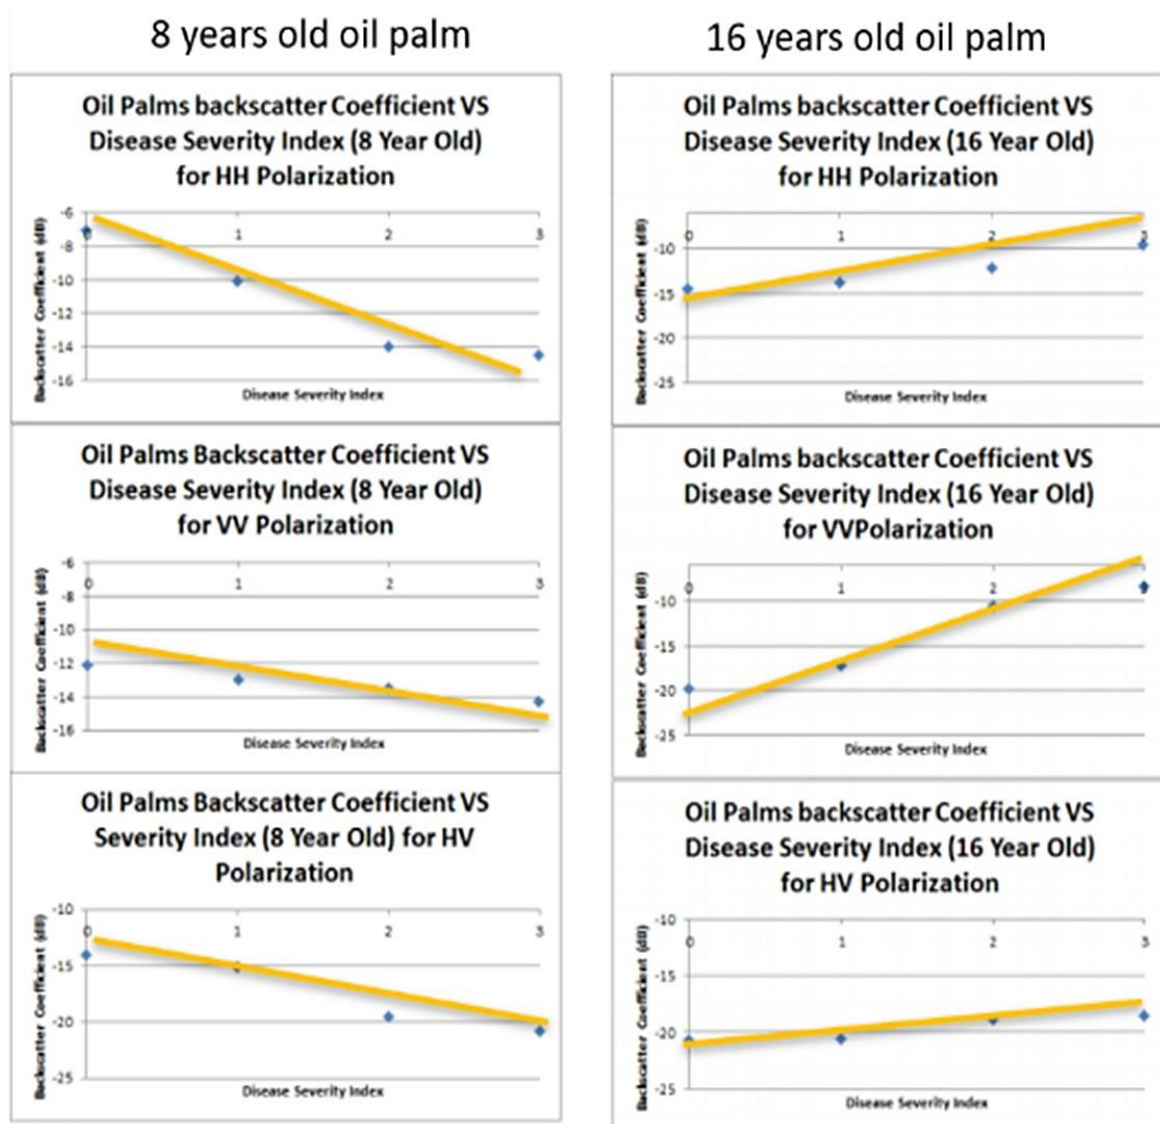 8 years old oil palm
16 years old oil palm
Oil Palms backscatter Coefficient VS
Disease Severity Index (8 Year Old)
for HH Polarization
-6
-8
-10
-12
-14
-16
0
1
2
3
Backscatter Coefficient (dB)
Disease Severity Index
Oil Palms backscatter Coefficient VS
Disease Severity Index (16 Year Old)
for HH Polarization
-10
-15
-20
-25
0
1
2
3
Backscatter Coefficient (dB)
Disease Severity Index
Oil Palms Backscatter Coefficient VS
Disease Severity Index (8 Year Old)
for VV Polarization
-6
-8
-10
-12
-14
-16
0
1
2
3
Backscatter Coefficient (dB)
Disease Severity Index
Oil Palms backscatter Coefficient VS
Disease Severity Index (16 Year Old)
for VVPolarization
-10
-15
-20
-25
0
1
2
3
Backscatter Coefficient (dB)
Disease Severity Index
Oil Palms Backscatter Coefficient VS
Severity Index (8 Year Old) for HV
Polarization
-10
-15
-20
-25
0
1
2
3
Backscatter Coefficient (dB)
Disease Severity Index
Oil Palms backscatter Coefficient VS
Disease Severity Index (16 Year Old)
for HV Polarization
-10
-15
-20
-25
0
1
2
3
Backscatter Coefficient (dB)
Disease Severity Index